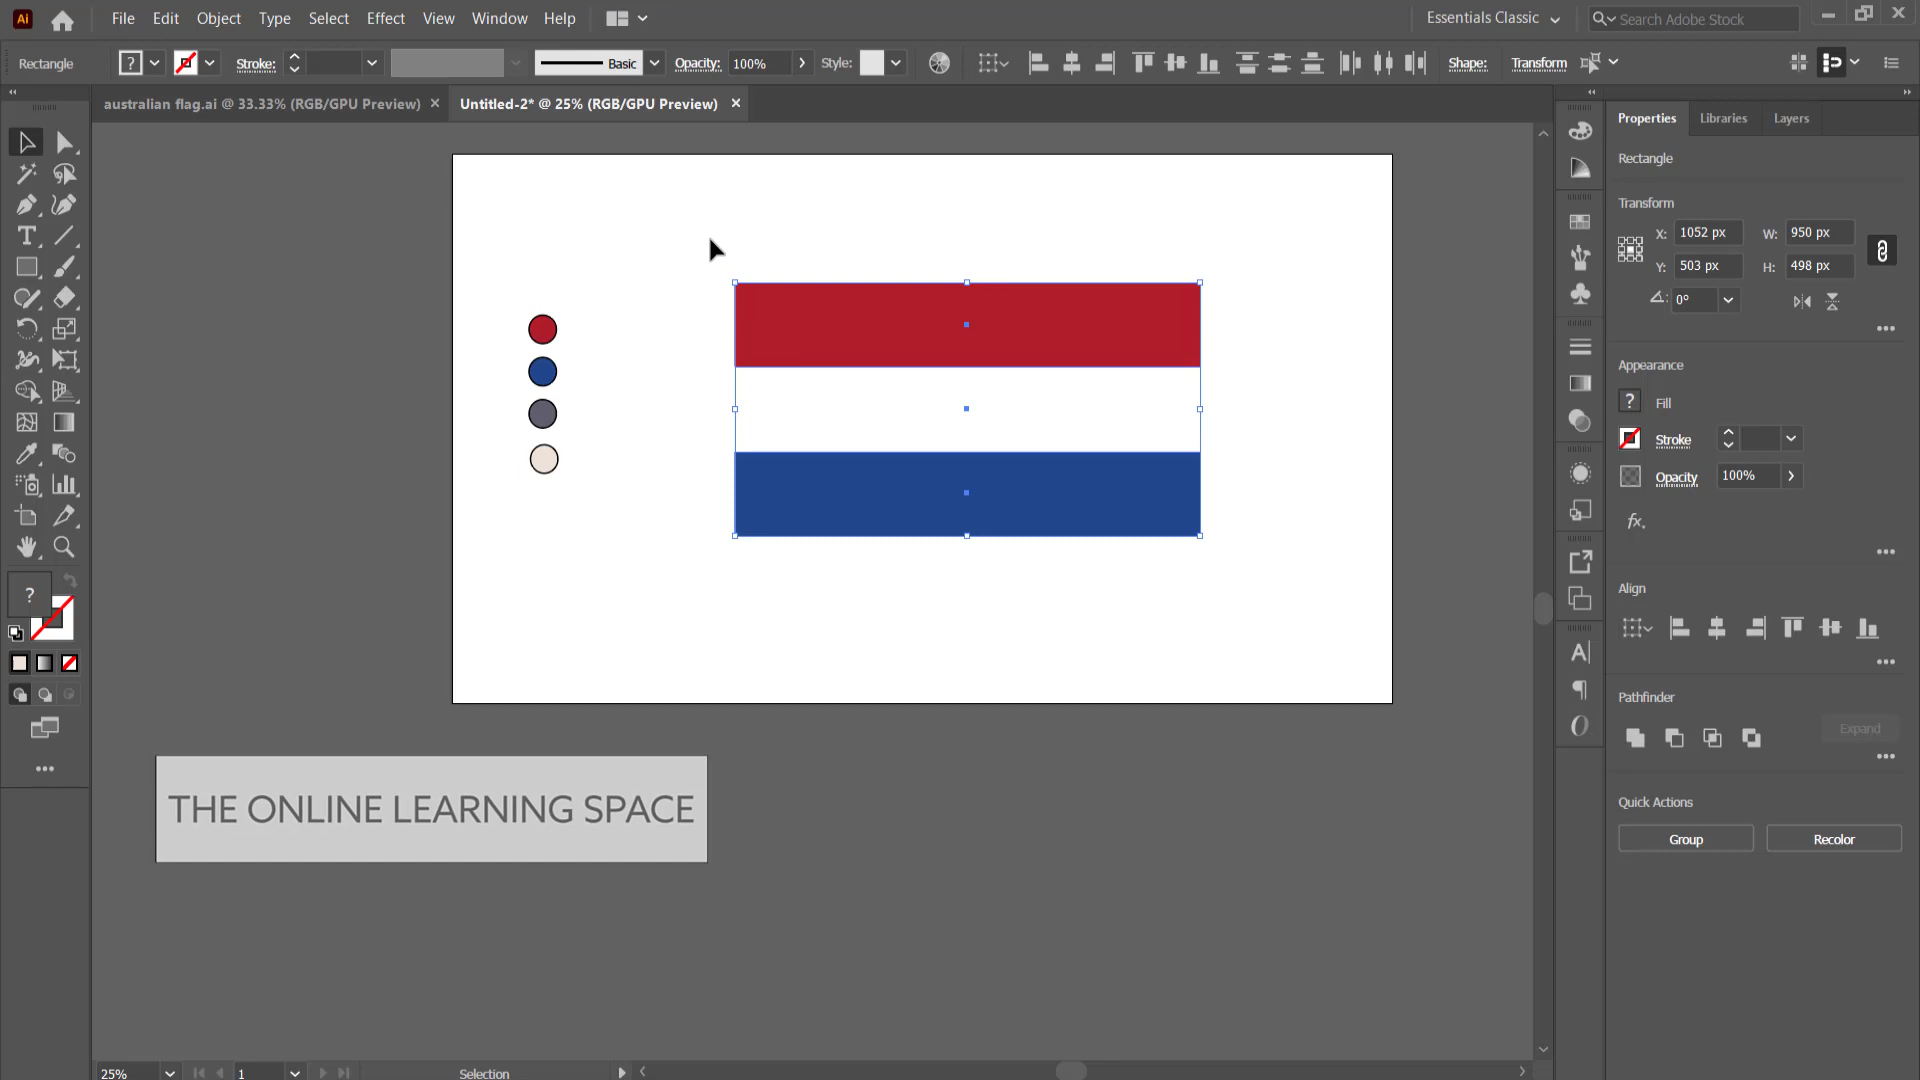 Ai File Edit Object Type Select Effect View Window Help Essentials Classic Search Adobe Stock
Rectangle ? Stroke: Basic Opacity: 100% Style: Shape: Transform
australian flag.ai @ 33.33% (RGB/GPU Preview) Untitled-2* @ 25% (RGB/GPU Preview)
Properties Libraries Layers
Rectangle
Transform
X: 1052 px W: 950 px
Y: 503 px H: 498 px
0°
Appearance
? Fill
Stroke
Opacity 100%
fx.
Align
?
Pathfinder
Expand
Quick Actions
Group Recolor
THE ONLINE LEARNING SPACE
25% 1 Selection